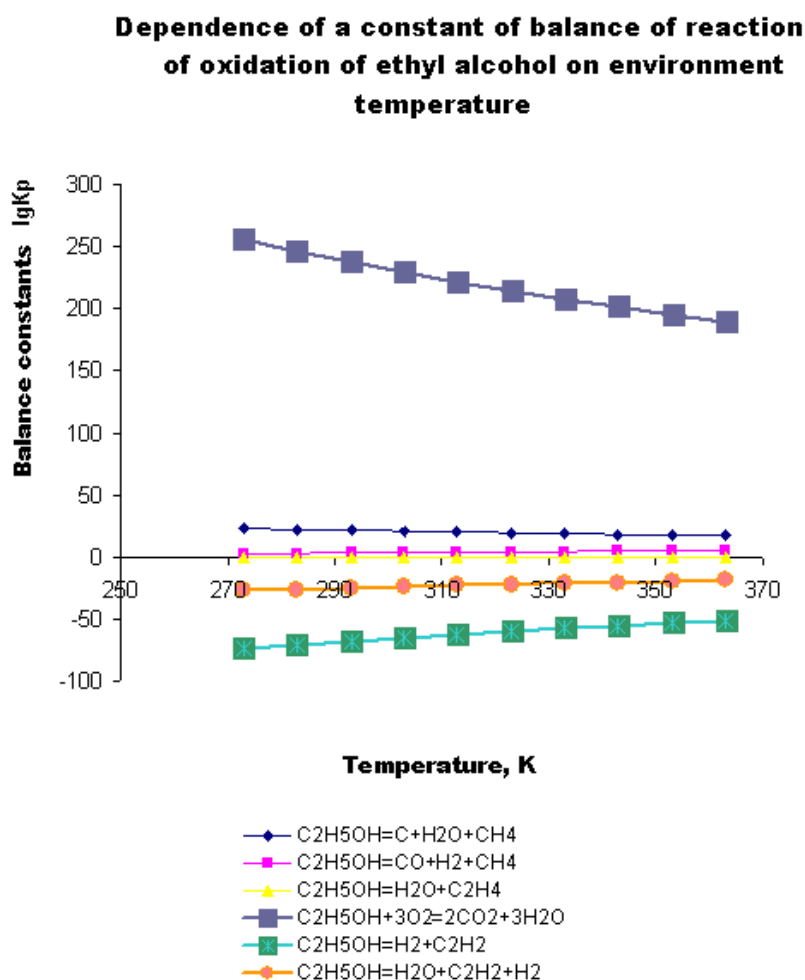 Dependence of a constant of balance of reaction
of oxidation of ethyl alcohol on environment
temperature
Balance constants lgKp
300
250
200
150
100
50
0
-50
-100
250
270
290
310
330
350
370
Temperature, K
C2H5OH=C+H2O+CH4
C2H5OH=CO+H2+CH4
C2H5OH=H2O+C2H4
C2H5OH+3O2=2CO2+3H2O
C2H5OH=H2+C2H2
C2H5OH=H2O+C2H2+H2